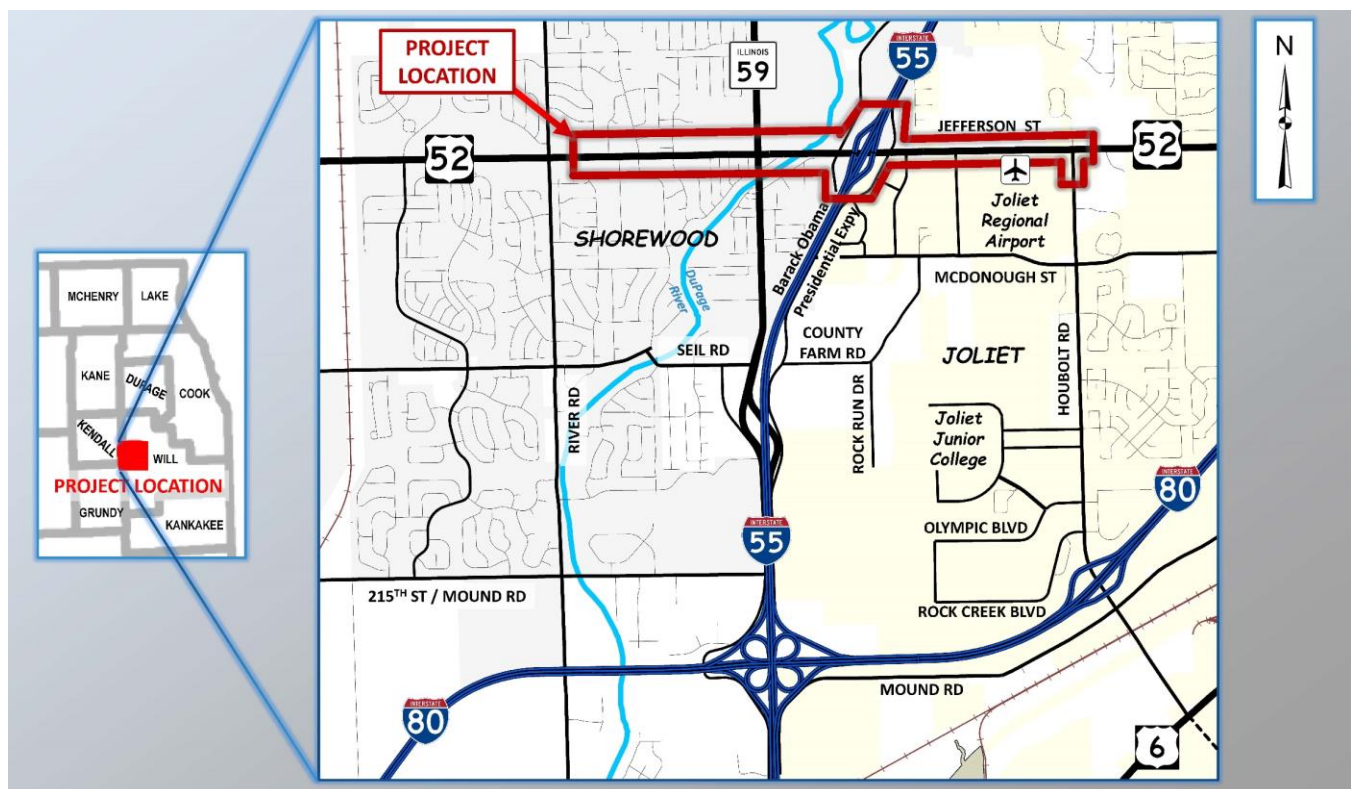 PROJECT
LOCATION
ILLINOIS
59
INTERSTATE
55
N
JEFFERSON ST
52
52
Joliet
Regional
Airport
SHOREWOOD
Barack Obama
Presidential Expy
DuPage
River
MCDONOUGH ST
MCHENRY
LAKE
KANE
DUPAGE
COOK
KENDALL
WILL
PROJECT LOCATION
GRUNDY
KANKAKEE
SEIL RD
COUNTY
FARM RD
JOLIET
HOUBOLT RD
RIVER RD
ROCK RUN DR
Joliet
Junior
College
INTERSTATE
80
INTERSTATE
55
OLYMPIC BLVD
215TH ST / MOUND RD
ROCK CREEK BLVD
MOUND RD
INTERSTATE
80
6